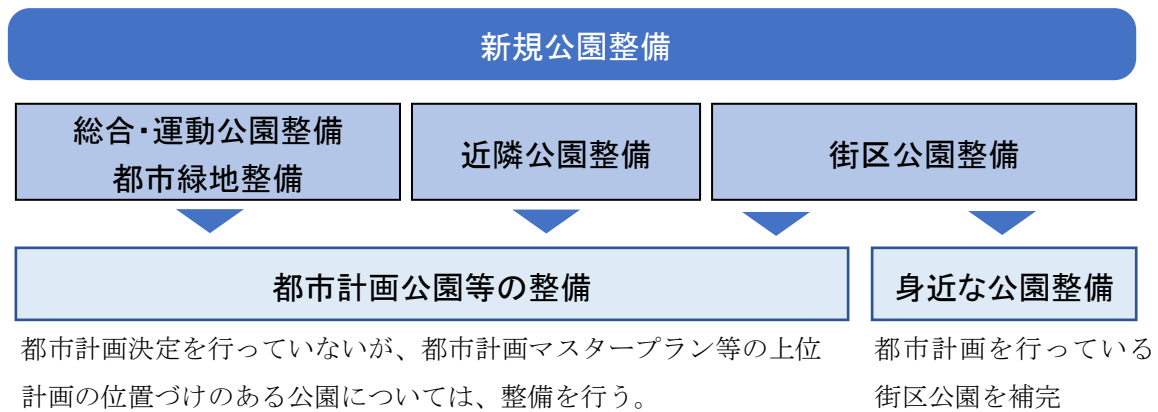 新規公園整備
総合・運動公園整備
都市緑地整備
近隣公園整備
街区公園整備
都市計画公園等の整備
身近な公園整備
都市計画決定を行っていないが、都市計画マスタープラン等の上位
計画の位置づけのある公園については、整備を行う。
都市計画を行っている
街区公園を補完